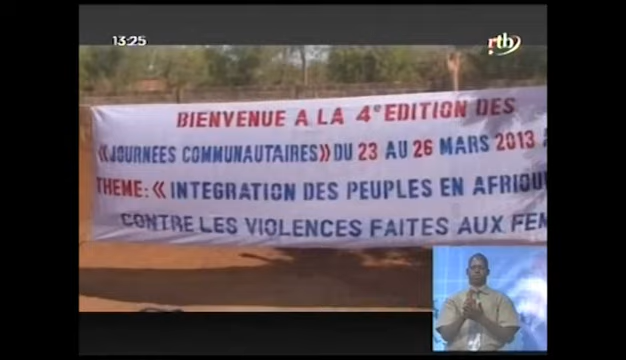 13:25
rtb
BIENVENUE A LA 4e EDITION DES
«JOURNEES COMMUNAUTAIRES» DU 23 AU 26 MARS 2013
THEME: « INTEGRATION DES PEUPLES EN
CONTRE LES VIOLENCES FAITES AUX